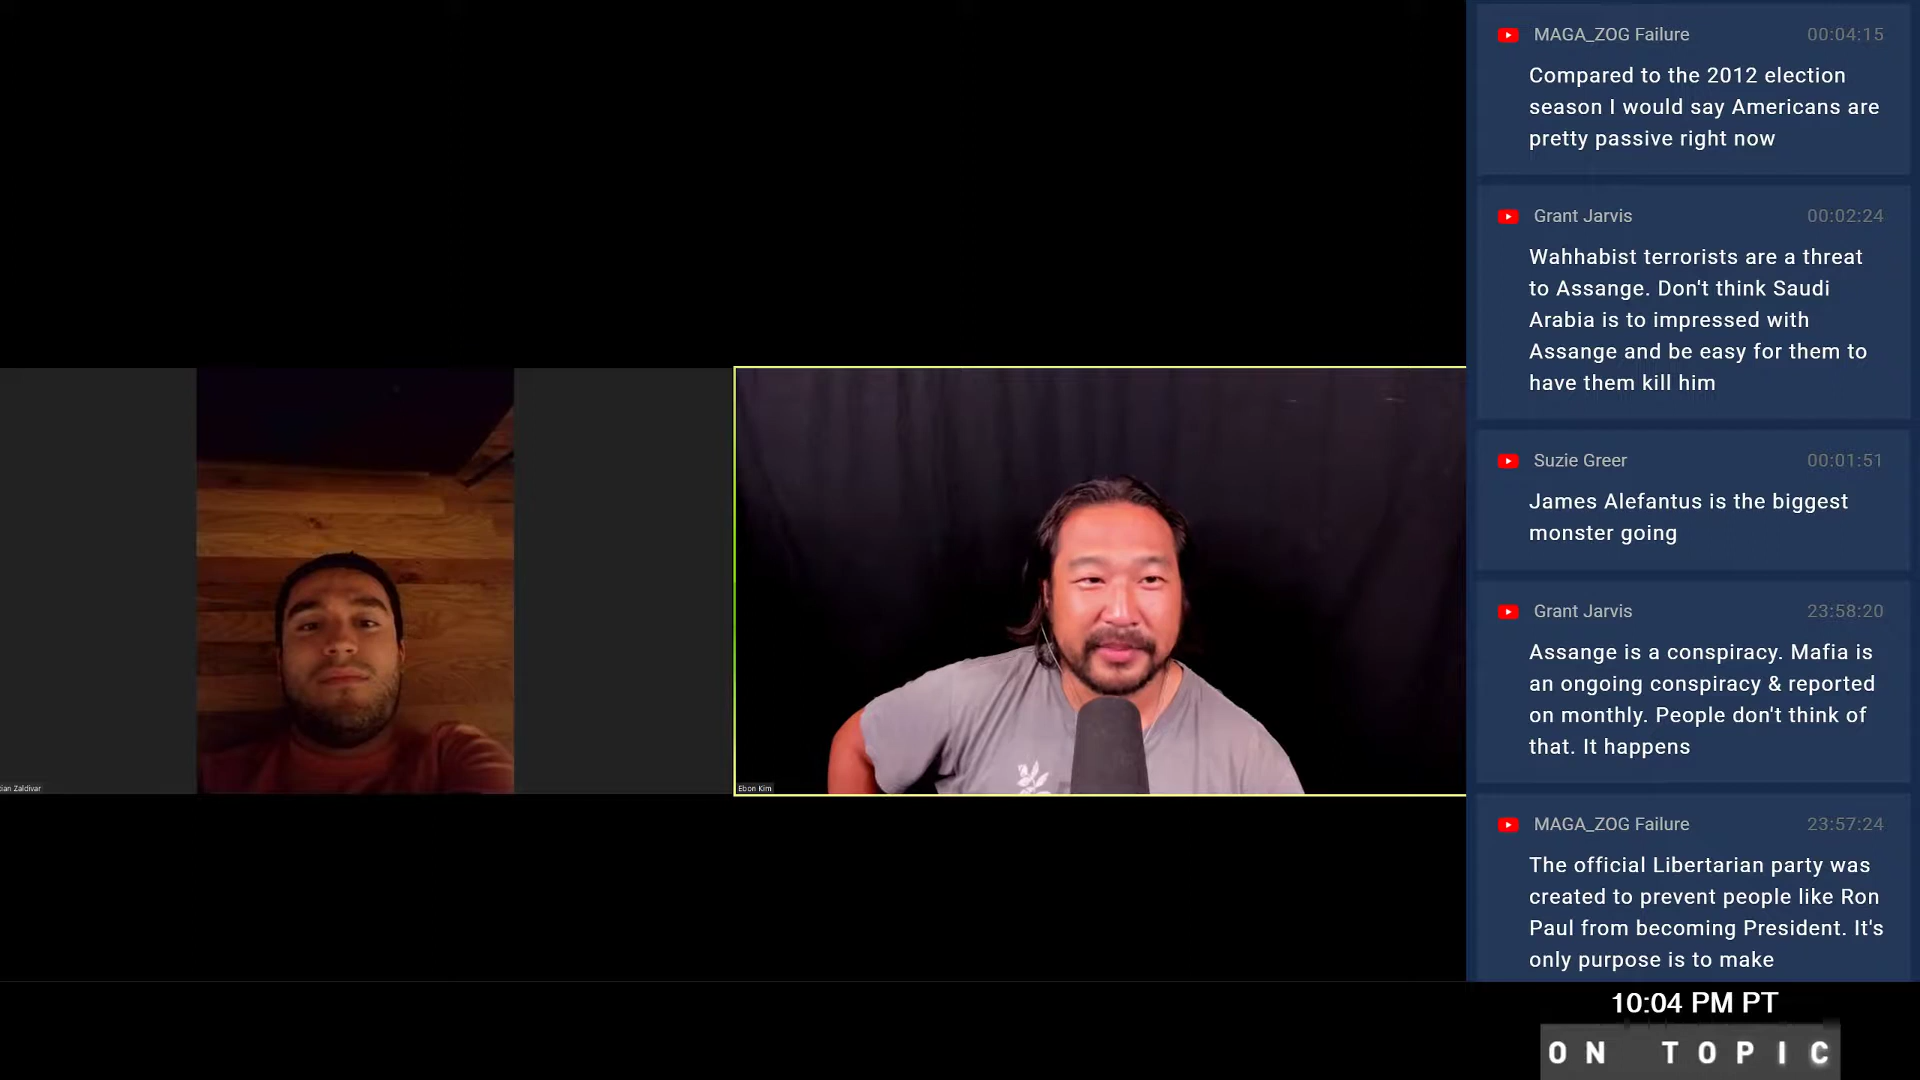 MAGA_ZOG Failure 00:04:15
Compared to the 2012 election
season I would say Americans are
pretty passive right now
Grant Jarvis 00:02:24
Wahhabist terrorists are a threat
to Assange. Don't think Saudi
Arabia is to impressed with
Assange and be easy for them to
have them kill him
Suzie Greer 00:01:51
James Alefantus is the biggest
monster going
Grant Jarvis 23:58:20
Assange is a conspiracy. Mafia is
an ongoing conspiracy & reported
on monthly. People don't think of
that. It happens
MAGA_ZOG Failure 23:57:24
The official Libertarian party was
created to prevent people like Ron
Paul from becoming President. It's
only purpose is to make
ian Zaldivar
Ebon Kim
10:04 PM PT
ON TOPIC